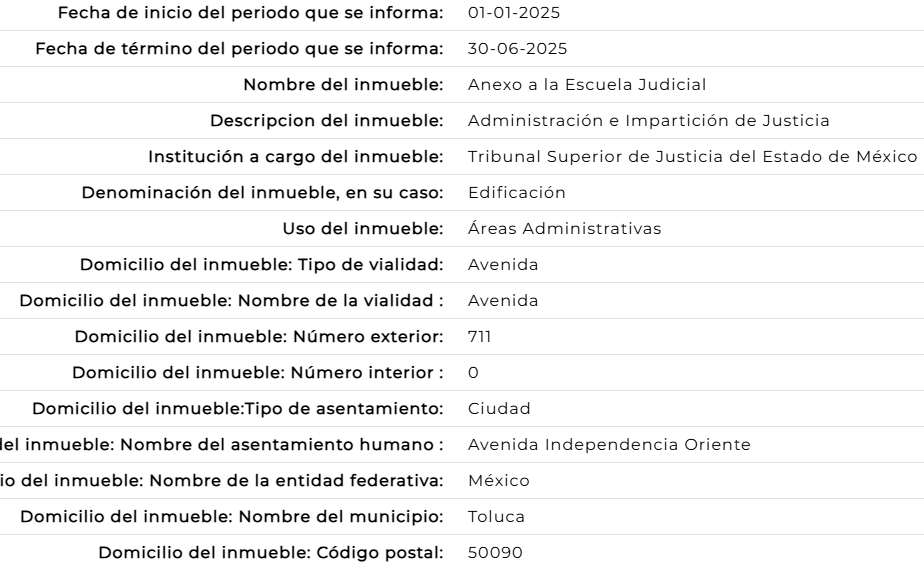 Fecha de inicio del periodo que se informa: 01-01-2025
Fecha de término del periodo que se informa: 30-06-2025
Nombre del inmueble: Anexo a la Escuela Judicial
Descripcion del inmueble: Administración e Impartición de Justicia
Institución a cargo del inmueble: Tribunal Superior de Justicia del Estado de México
Denominación del inmueble, en su caso: Edificación
Uso del inmueble: Áreas Administrativas
Domicilio del inmueble: Tipo de vialidad: Avenida
Domicilio del inmueble: Nombre de la vialidad : Avenida
Domicilio del inmueble: Número exterior: 711
Domicilio del inmueble: Número interior : 0
Domicilio del inmueble:Tipo de asentamiento: Ciudad
del inmueble: Nombre del asentamiento humano : Avenida Independencia Oriente
io del inmueble: Nombre de la entidad federativa: México
Domicilio del inmueble: Nombre del municipio: Toluca
Domicilio del inmueble: Código postal: 50090